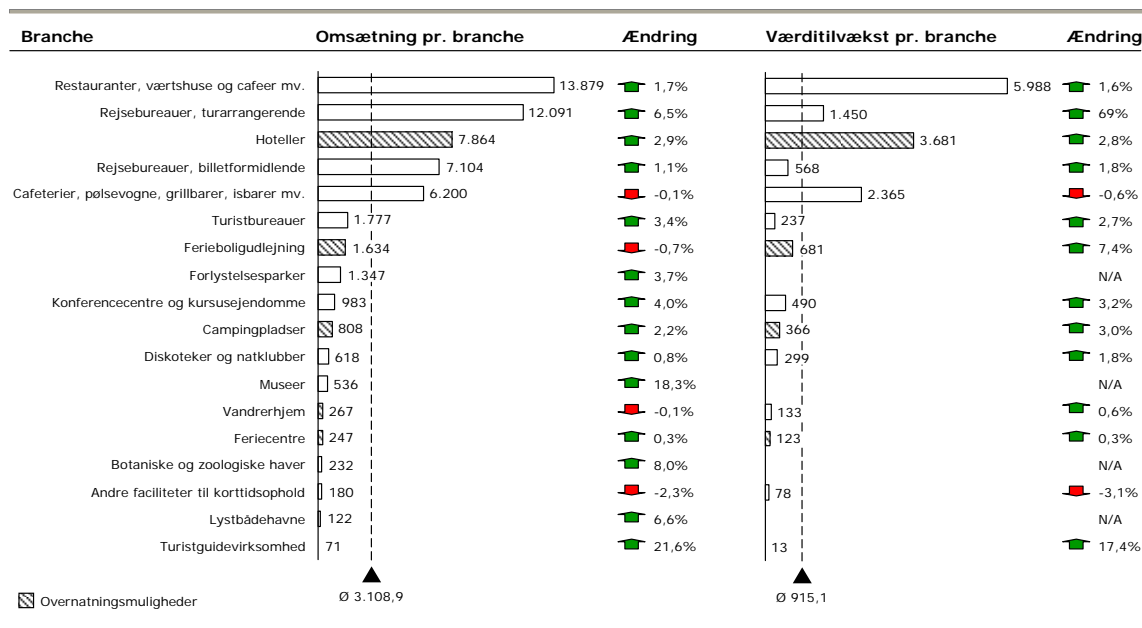 Branche Omsætning pr. branche Ændring Værditilvækst pr. branche Ændring
Restauranter, værtshuse og cafeer mv. 13.879 1,7% 5.988 1,6%
Rejsebureauer, turarrangerende 12.091 6,5% 1.450 69%
Hoteller 7.864 2,9% 3.681 2,8%
Rejsebureauer, billetformidlende 7.104 1,1% 568 1,8%
Cafeterier, pølsevogne, grillbarer, isbarer mv. 6.200 -0,1% 2.365 -0,6%
Turistbureauer 1.777 3,4% 237 2,7%
Ferieboligudlejning 1.634 -0,7% 681 7,4%
Forlystelsesparker 1.347 3,7% N/A
Konferencecentre og kursusejendomme 983 4,0% 490 3,2%
Campingpladser 808 2,2% 366 3,0%
Diskoteker og natklubber 618 0,8% 299 1,8%
Museer 536 18,3% N/A
Vandrerhjem 267 -0,1% 133 0,6%
Feriecentre 247 0,3% 123 0,3%
Botaniske og zoologiske haver 232 8,0% N/A
Andre faciliteter til korttidsophold 180 -2,3% 78 -3,1%
Lystbådehavne 122 6,6% N/A
Turistguidevirksomhed 71 21,6% 13 17,4%
Ø 3.108,9 Ø 915,1
Overnatningsmuligheder